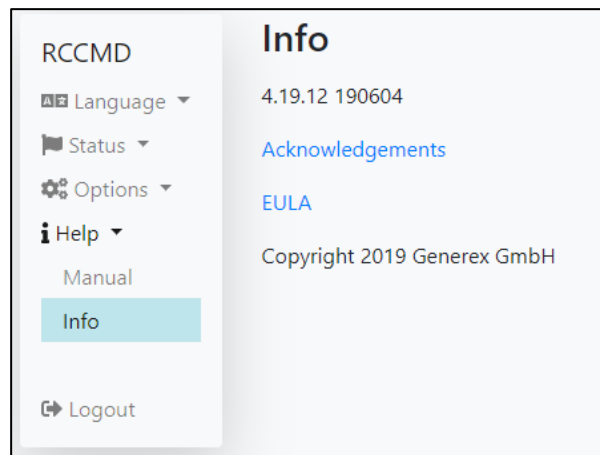 RCCMD
Language
Status
Options
Help
Manual
Info
Logout
Info
4.19.12 190604
Acknowledgements
EULA
Copyright 2019 Generex GmbH